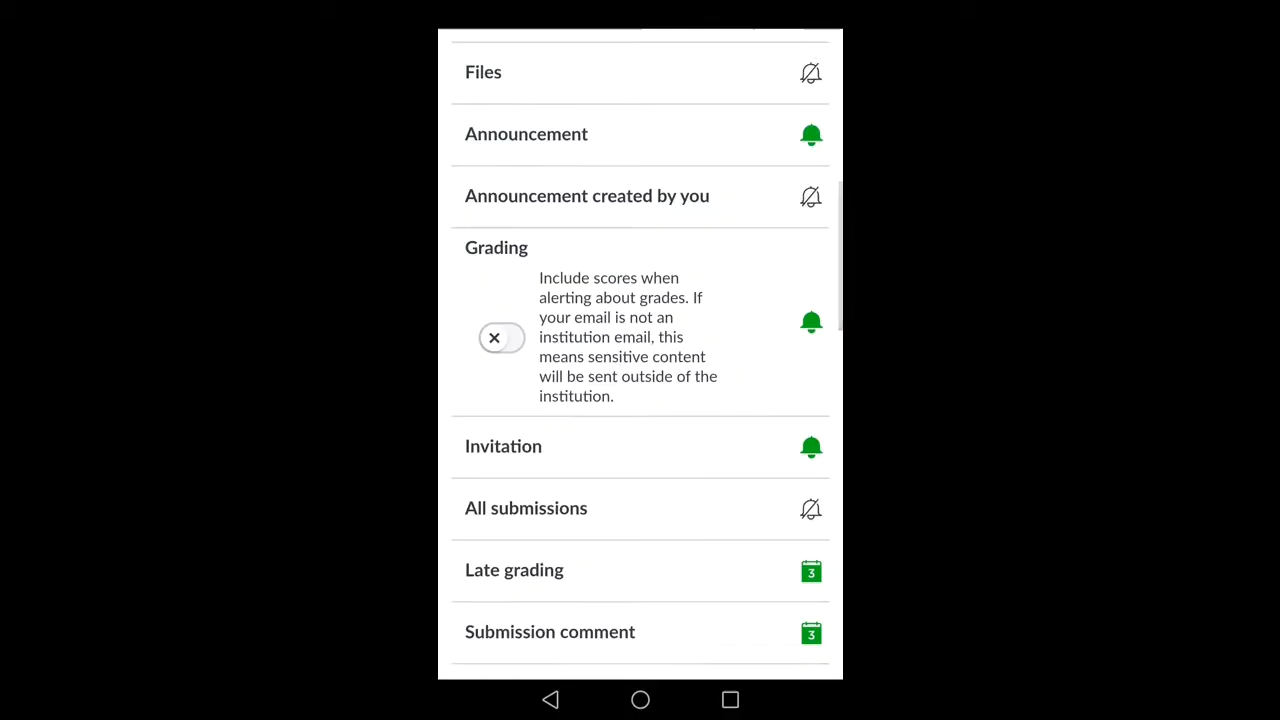 Files
Announcement
Announcement created by you
Grading
Include scores when
alerting about grades. If
your email is not an
institution email, this
means sensitive content
will be sent outside of the
institution.
Invitation
All submissions
Late grading
3
Submission comment
3